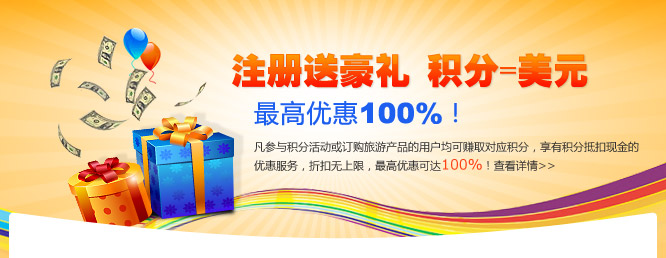 注册送豪礼 积分=美元
最高优惠100%！
凡参与积分活动或订购旅游产品的用户均可赚取对应积分，享有积分抵扣现金的
优惠服务，折扣无上限，最高优惠可达100%！查看详情>>